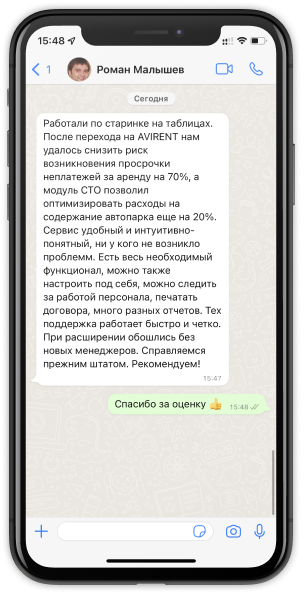 15:48
1
Роман Малышев
Сегодня
Работали по старинке на таблицах.
После перехода на AVIRENT нам
удалось снизить риск
возникновения просрочки
неплатежей за аренду на 70%, а
модуль СТО позволил
оптимизировать расходы на
содержание автопарка еще на 20%.
Сервис удобный и интуитивно-
понятный, ни у кого не возникло
проблемм. Есть весь необходимый
функционал, можно также
настроить под себя, можно следить
за работой персонала, печатать
договора, много разных отчетов. Тех
поддержка работает быстро и четко.
При расширении обошлись без
новых менеджеров. Справляемся
прежним штатом. Рекомендуем!
15:47
Спасибо за оценку 👍 15:48